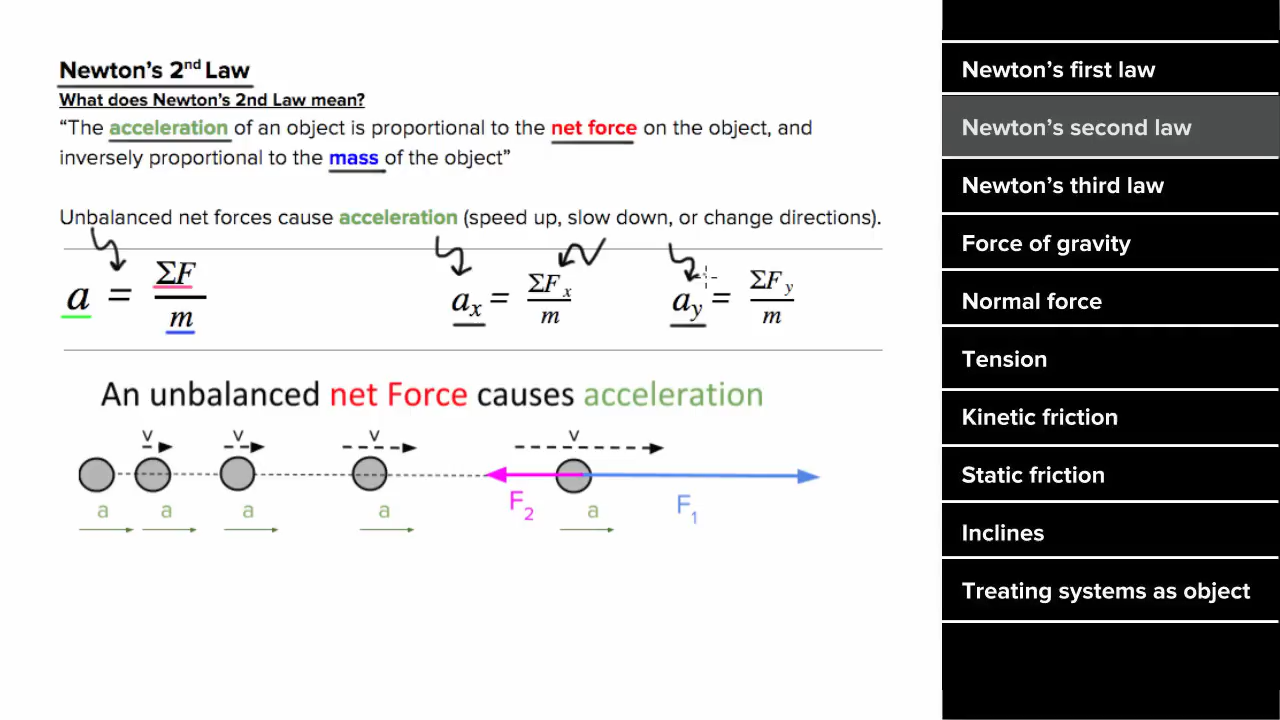 Newton's 2nd Law
What does Newton's 2nd Law mean?
“The acceleration of an object is proportional to the net force on the object, and
inversely proportional to the mass of the object”
Unbalanced net forces cause acceleration (speed up, slow down, or change directions).
a = ΣF/m
a_x = ΣF_x/m
a_y = ΣF_y/m
An unbalanced net Force causes acceleration
v v v v
F₂ F₁
a a a a a
Newton's first law
Newton's second law
Newton's third law
Force of gravity
Normal force
Tension
Kinetic friction
Static friction
Inclines
Treating systems as object